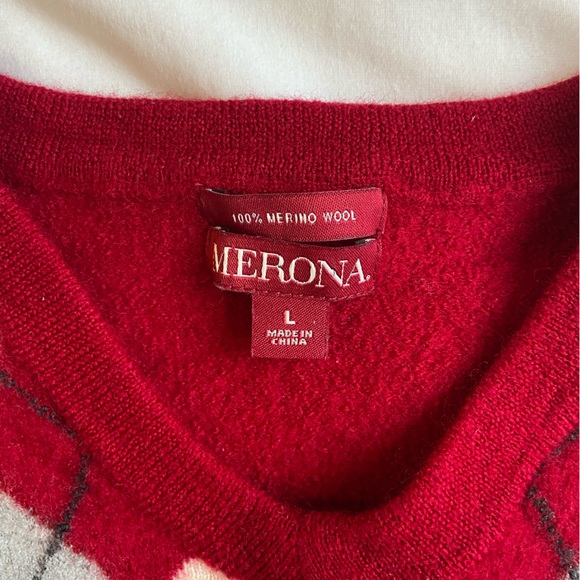 100% MERINO WOOL
MERONA.
L
MADE IN
CHINA